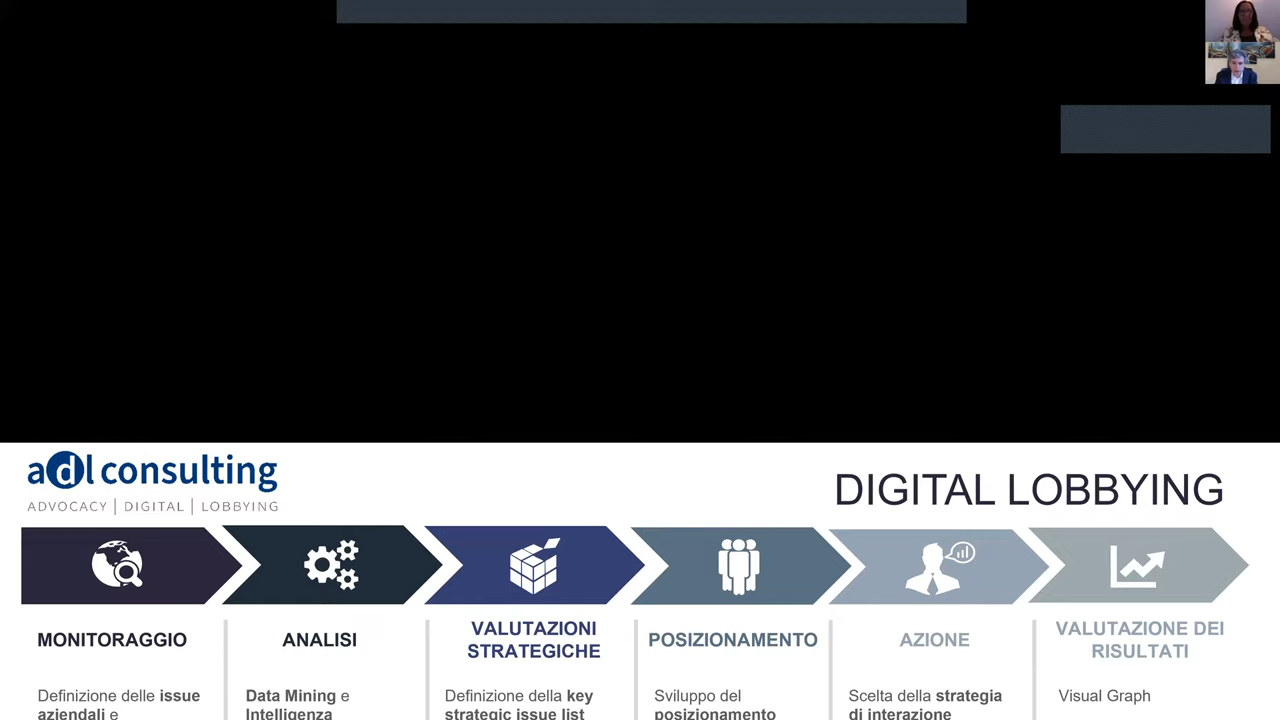 adl consulting
ADVOCACY | DIGITAL | LOBBYING
DIGITAL LOBBYING
MONITORAGGIO
ANALISI
VALUTAZIONI
STRATEGICHE
POSIZIONAMENTO
AZIONE
VALUTAZIONE DEI
RISULTATI
Definizione delle issue
aziendali e
Data Mining e
Intelligenza
Definizione della key
strategic issue list
Sviluppo del
posizionamento
Scelta della strategia
di interazione
Visual Graph